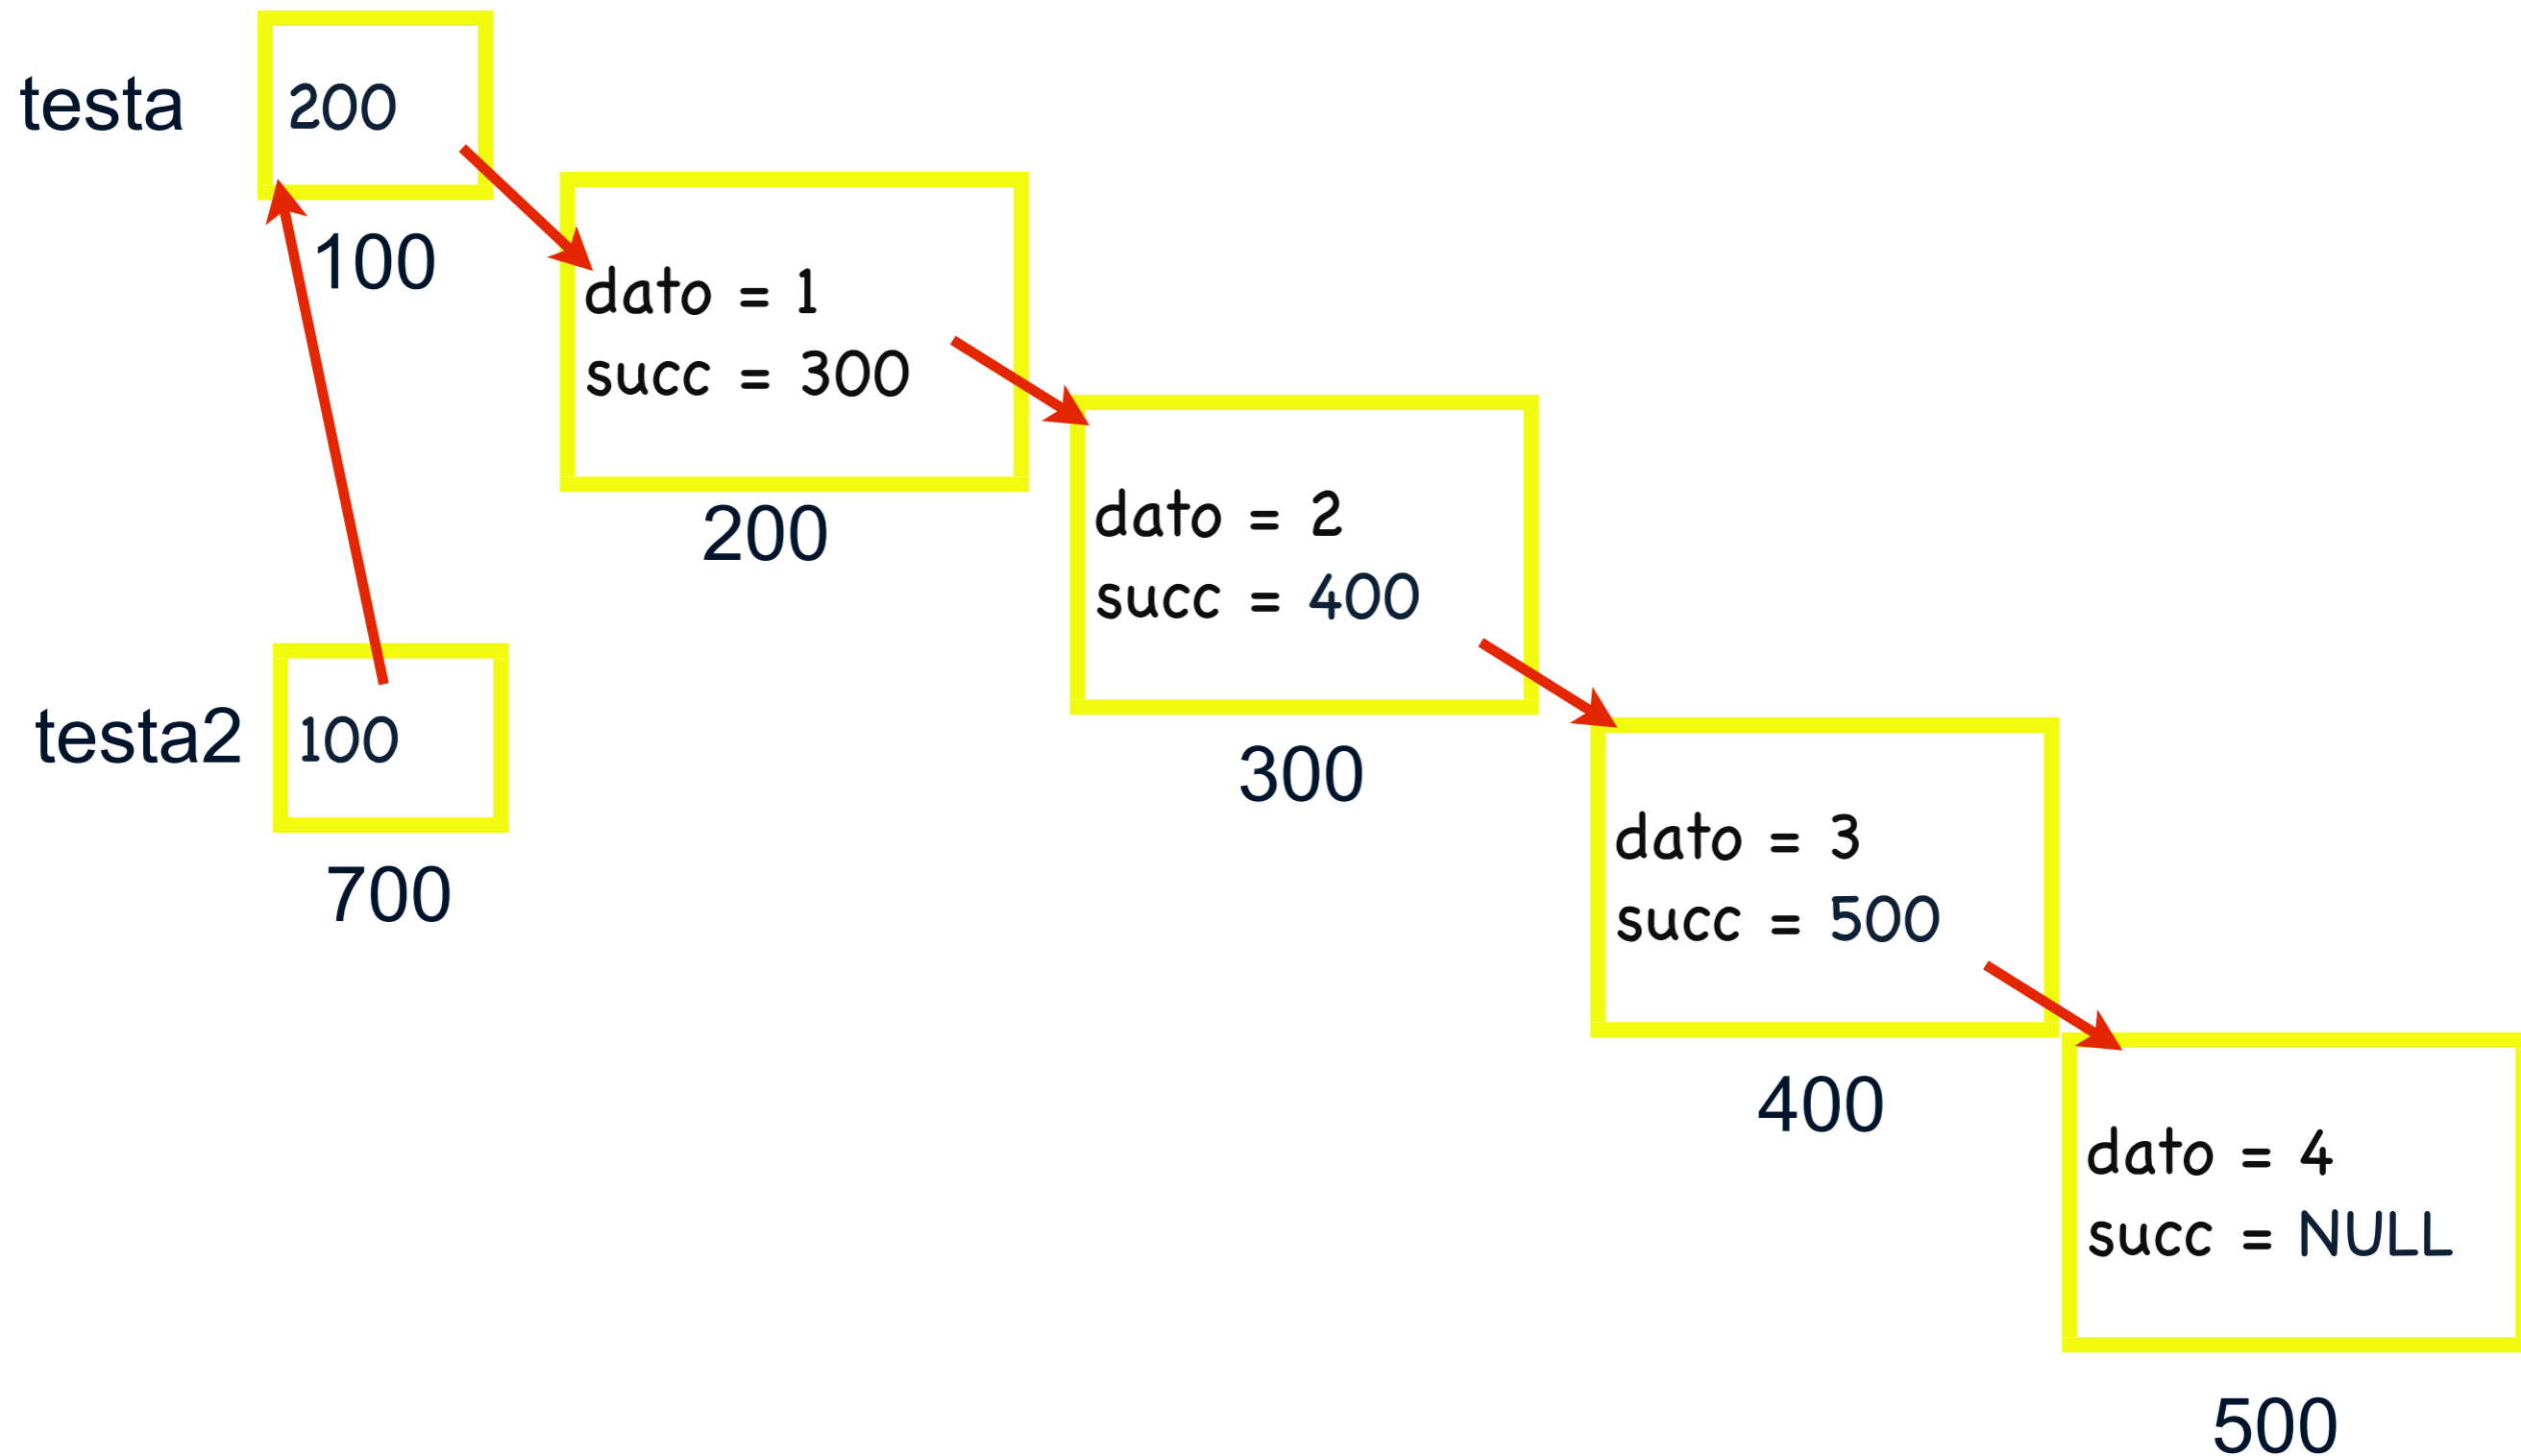 testa
200
100
dato = 1
succ = 300
200
dato = 2
succ = 400
300
testa2
100
700
dato = 3
succ = 500
400
dato = 4
succ = NULL
500